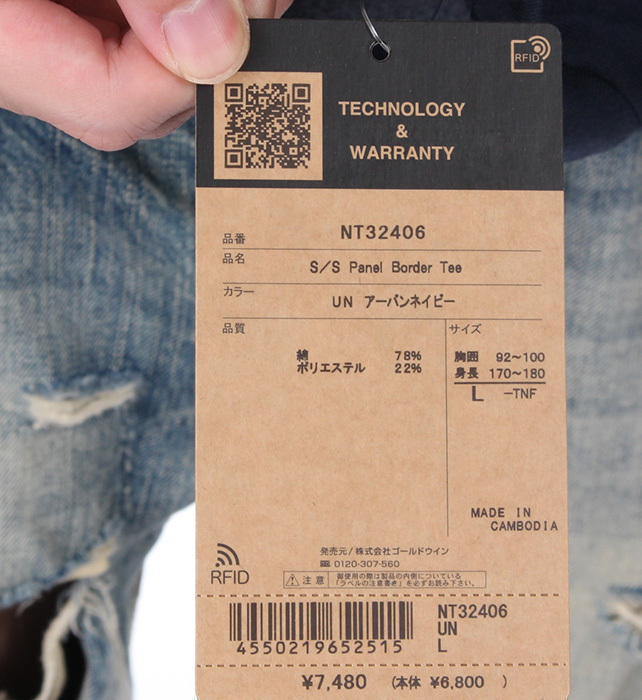 RFID
TECHNOLOGY
&
WARRANTY
品番 NT32406
品名 S/S Panel Border Tee
カラー UN アーバンネイビー
品質 サイズ
綿 78% 胸囲 92~100
ポリエステル 22% 身長 170~180
L -TNF
MADE IN
CAMBODIA
発売元/株式会社ゴールドウイン
0120-307-560
RFID
注意 御使用の際は製品の内側についている
「ラベルの注意書き」を必ずお読み下さい。
NT32406
UN
4550219652515 L
¥7,480 (本体 ¥6,800 )